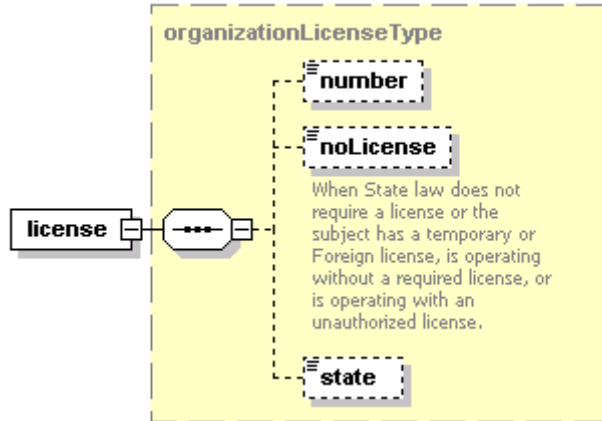 organizationLicenseType
number
noLicense
When State law does not
require a license or the
subject has a temporary or
Foreign license, is operating
without a required license, or
is operating with an
unauthorized license.
license
state